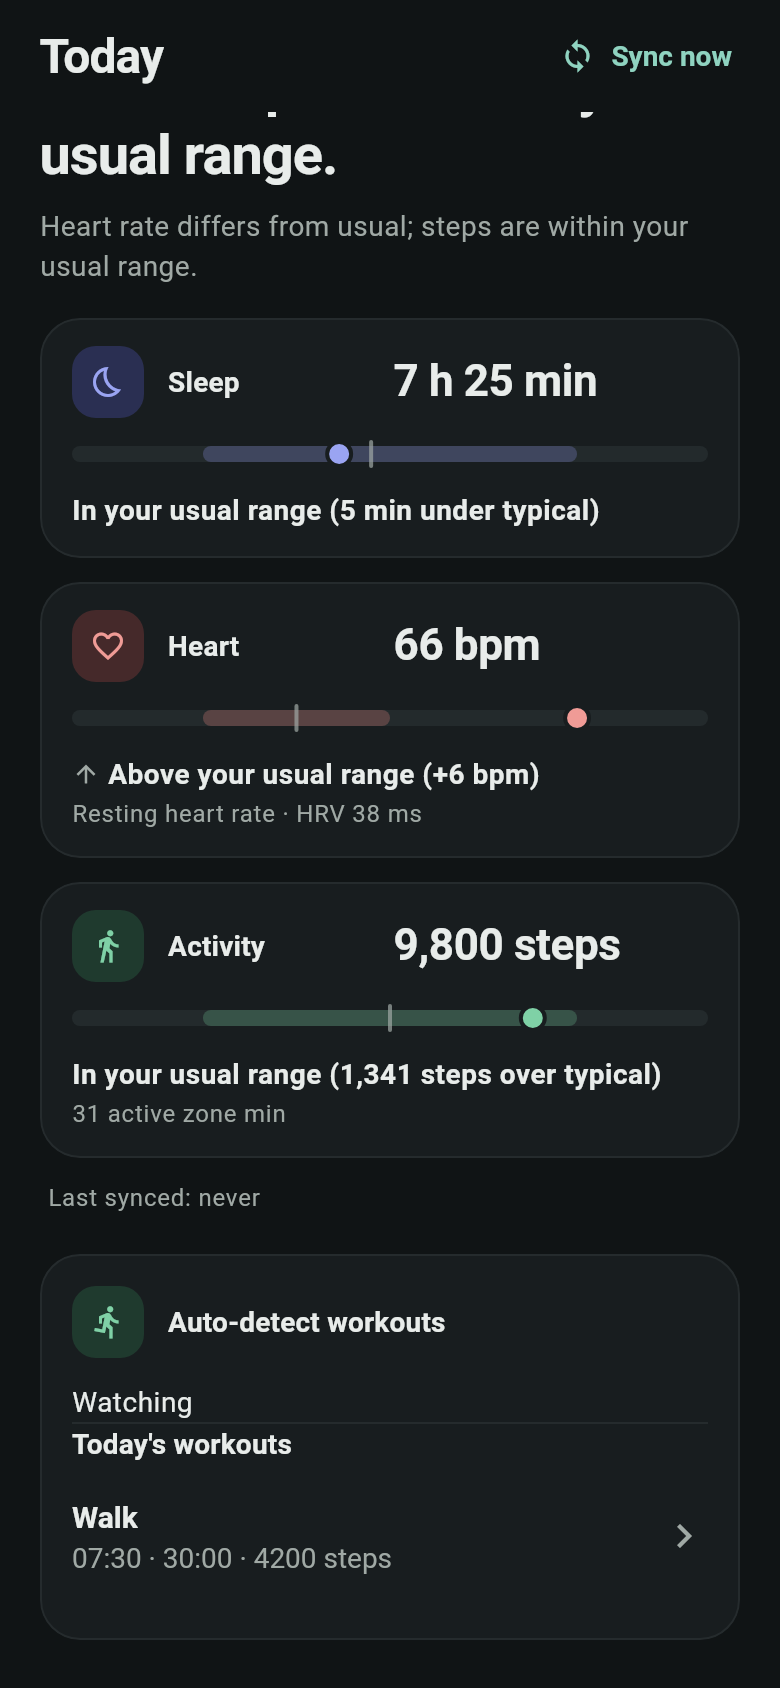 Today
Sync now
usual range.
Heart rate differs from usual; steps are within your
usual range.
Sleep
7 h 25 min
In your usual range (5 min under typical)
Heart
66 bpm
Above your usual range (+6 bpm)
Resting heart rate · HRV 38 ms
Activity
9,800 steps
In your usual range (1,341 steps over typical)
31 active zone min
Last synced: never
Auto-detect workouts
Watching
Today's workouts
Walk
07:30 · 30:00 · 4200 steps